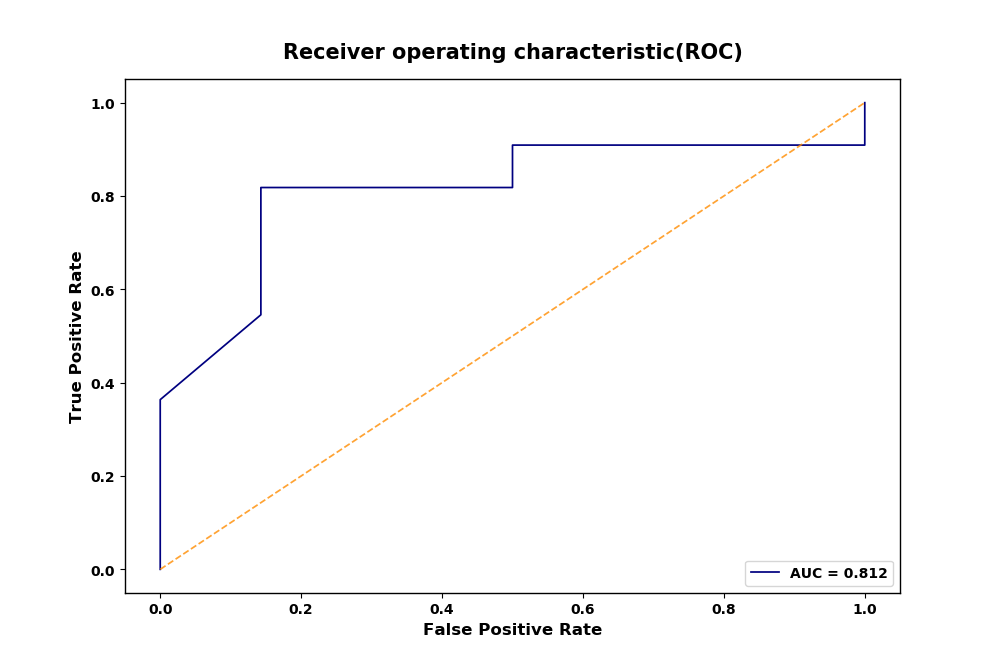 Receiver operating characteristic(ROC)
True Positive Rate
1.0
0.8
0.6
0.4
0.2
0.0
0.0 0.2 0.4 0.6 0.8 1.0
False Positive Rate
AUC = 0.812